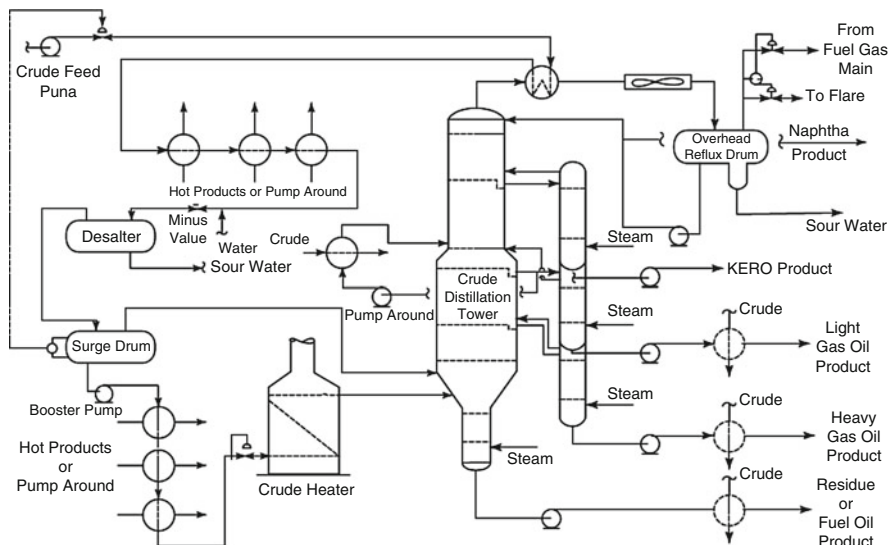 From
Fuel Gas
Main
Crude Feed
Puna
To Flare
Overhead
Reflux Drum
Naphtha
Product
Hot Products or Pump Around
Minus
Value
Desalter
Water
Sour Water
Crude
Steam
Sour Water
KERO Product
Crude
Distillation
Tower
Pump Around
Crude
Steam
Light
Gas Oil
Product
Surge Drum
Booster Pump
Crude
Steam
Hot Products
or
Pump Around
Heavy
Gas Oil
Product
Steam
Crude Heater
Crude
Residue
or
Fuel Oil
Product